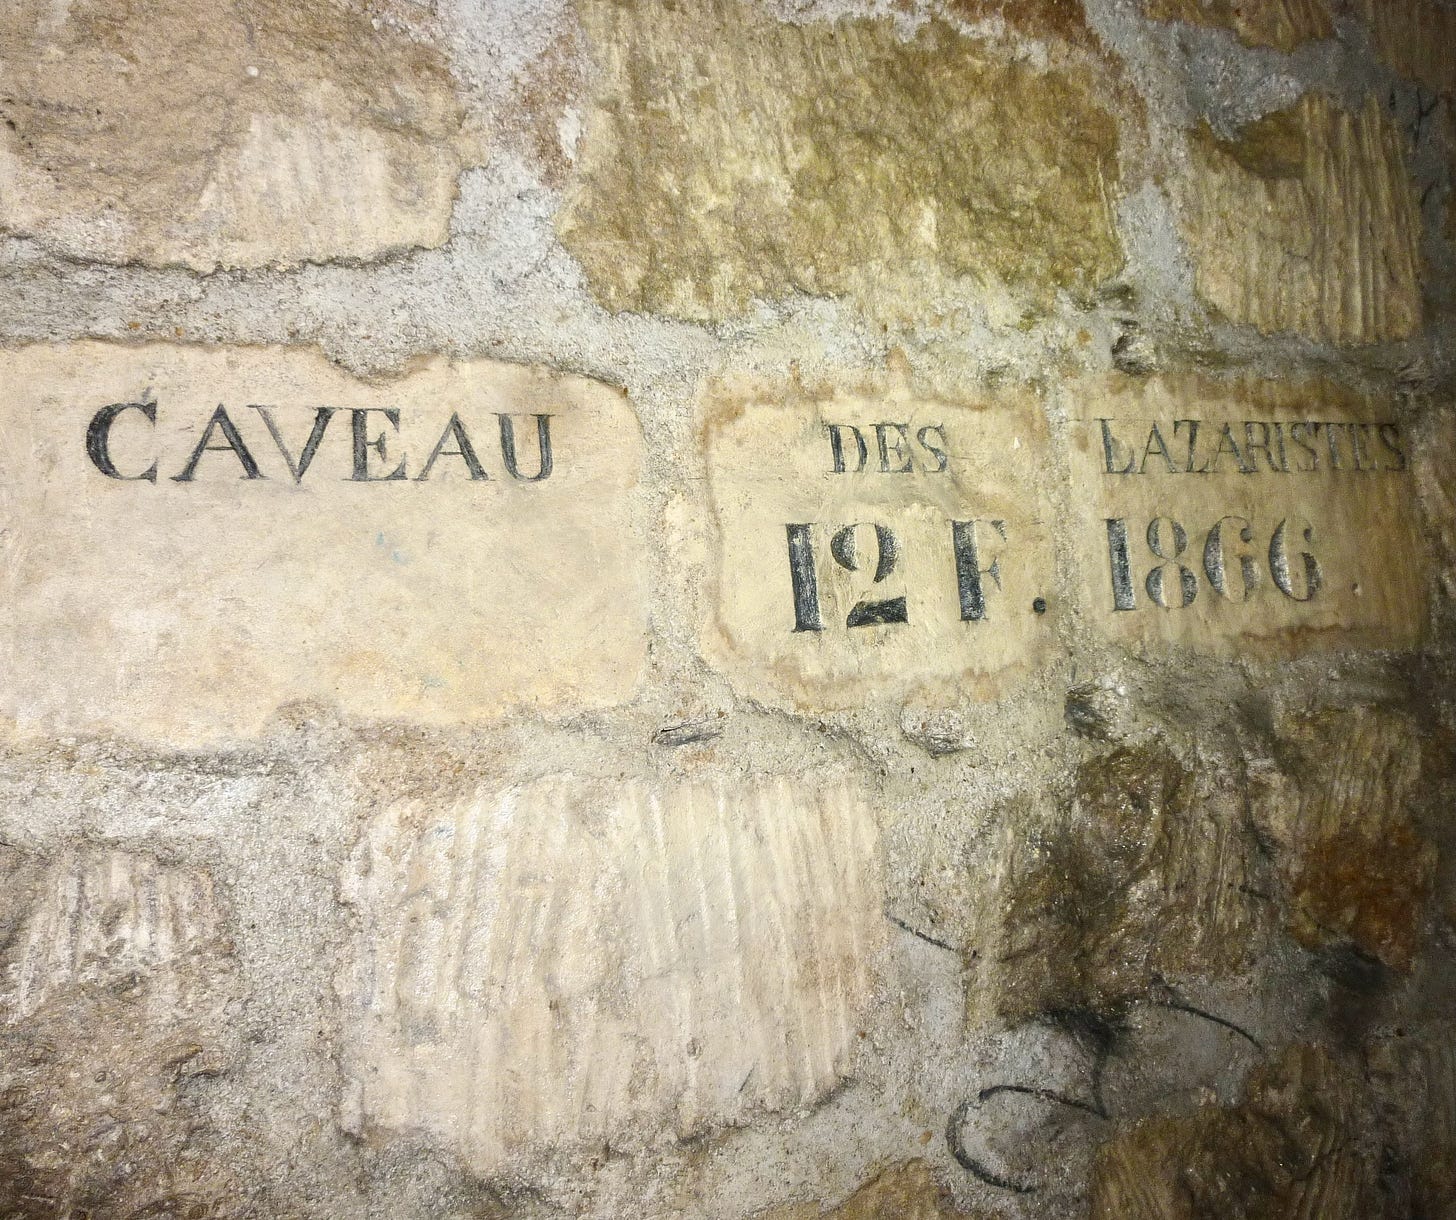 CAVEAU DES LAZARISTES
12 F. 1866